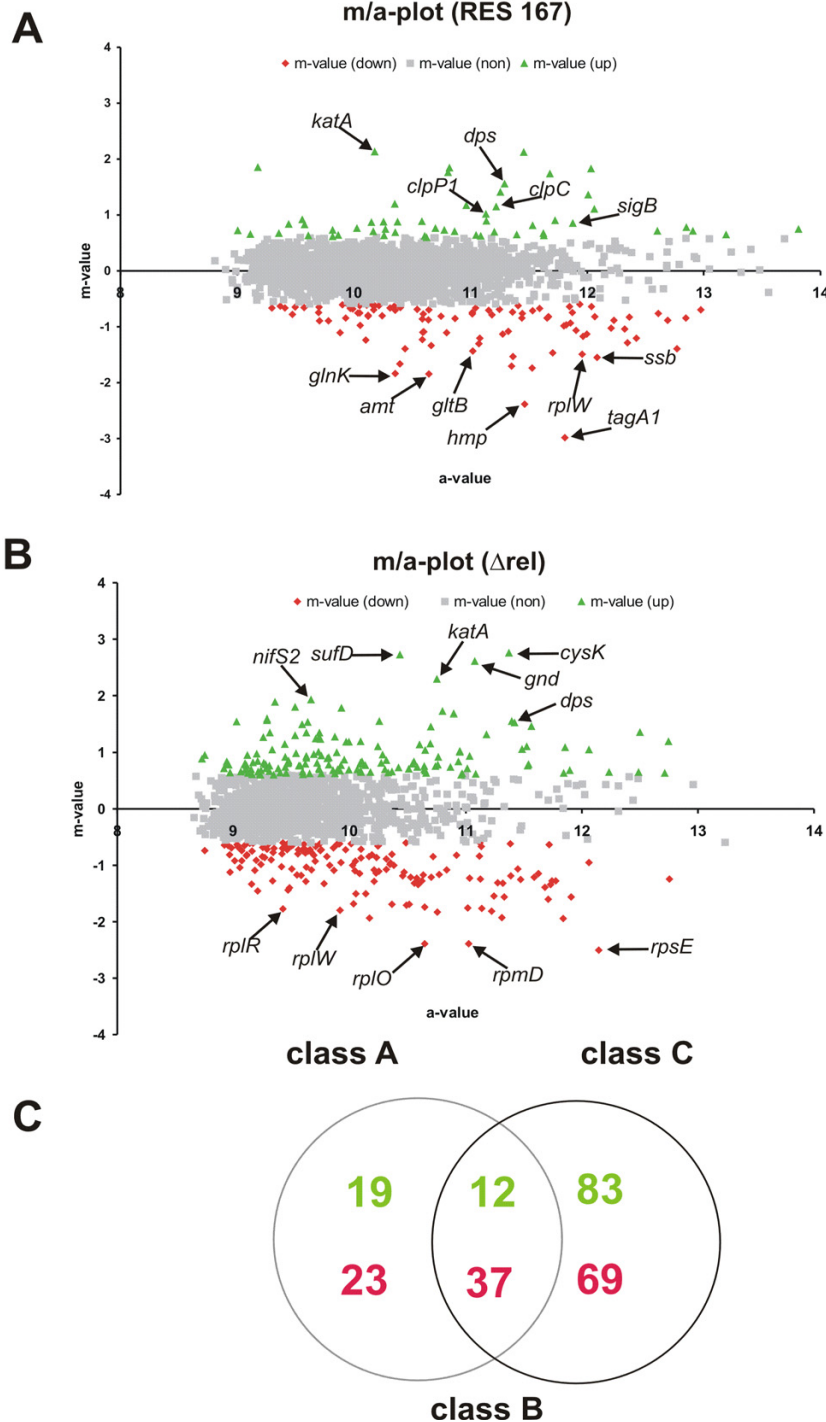 A
m/a-plot (RES 167)
m-value (down) m-value (non) m-value (up)
4
3
2
1
0
-1
-2
-3
-4
m-value
8 9 10 11 12 13 14
a-value
katA
dps
clpP1
clpC
sigB
glnK
amt
gltB
hmp
rplW
ssb
tagA1
B
m/a-plot (Δrel)
m-value (down) m-value (non) m-value (up)
4
3
2
1
0
-1
-2
-3
-4
m-value
8 9 10 11 12 13 14
a-value
nifS2
sufD
katA
cysK
gnd
dps
rplR
rplW
rplO
rpmD
rpsE
C
class A class C
19 12 83
23 37 69
class B